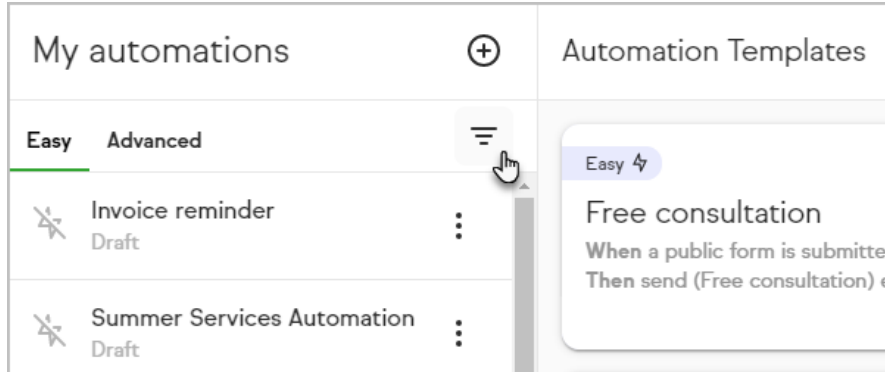 My automations
Easy
Advanced
Invoice reminder
Draft
Summer Services Automation
Draft
Automation Templates
Easy
Free consultation
When a public form is submitte
Then send (Free consultation) e